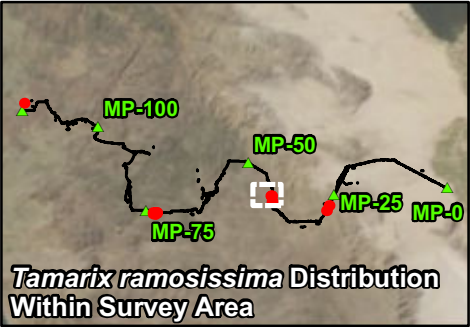 MP-100
MP-50
MP-25
MP-0
MP-75
Tamarix ramosissima Distribution
Within Survey Area